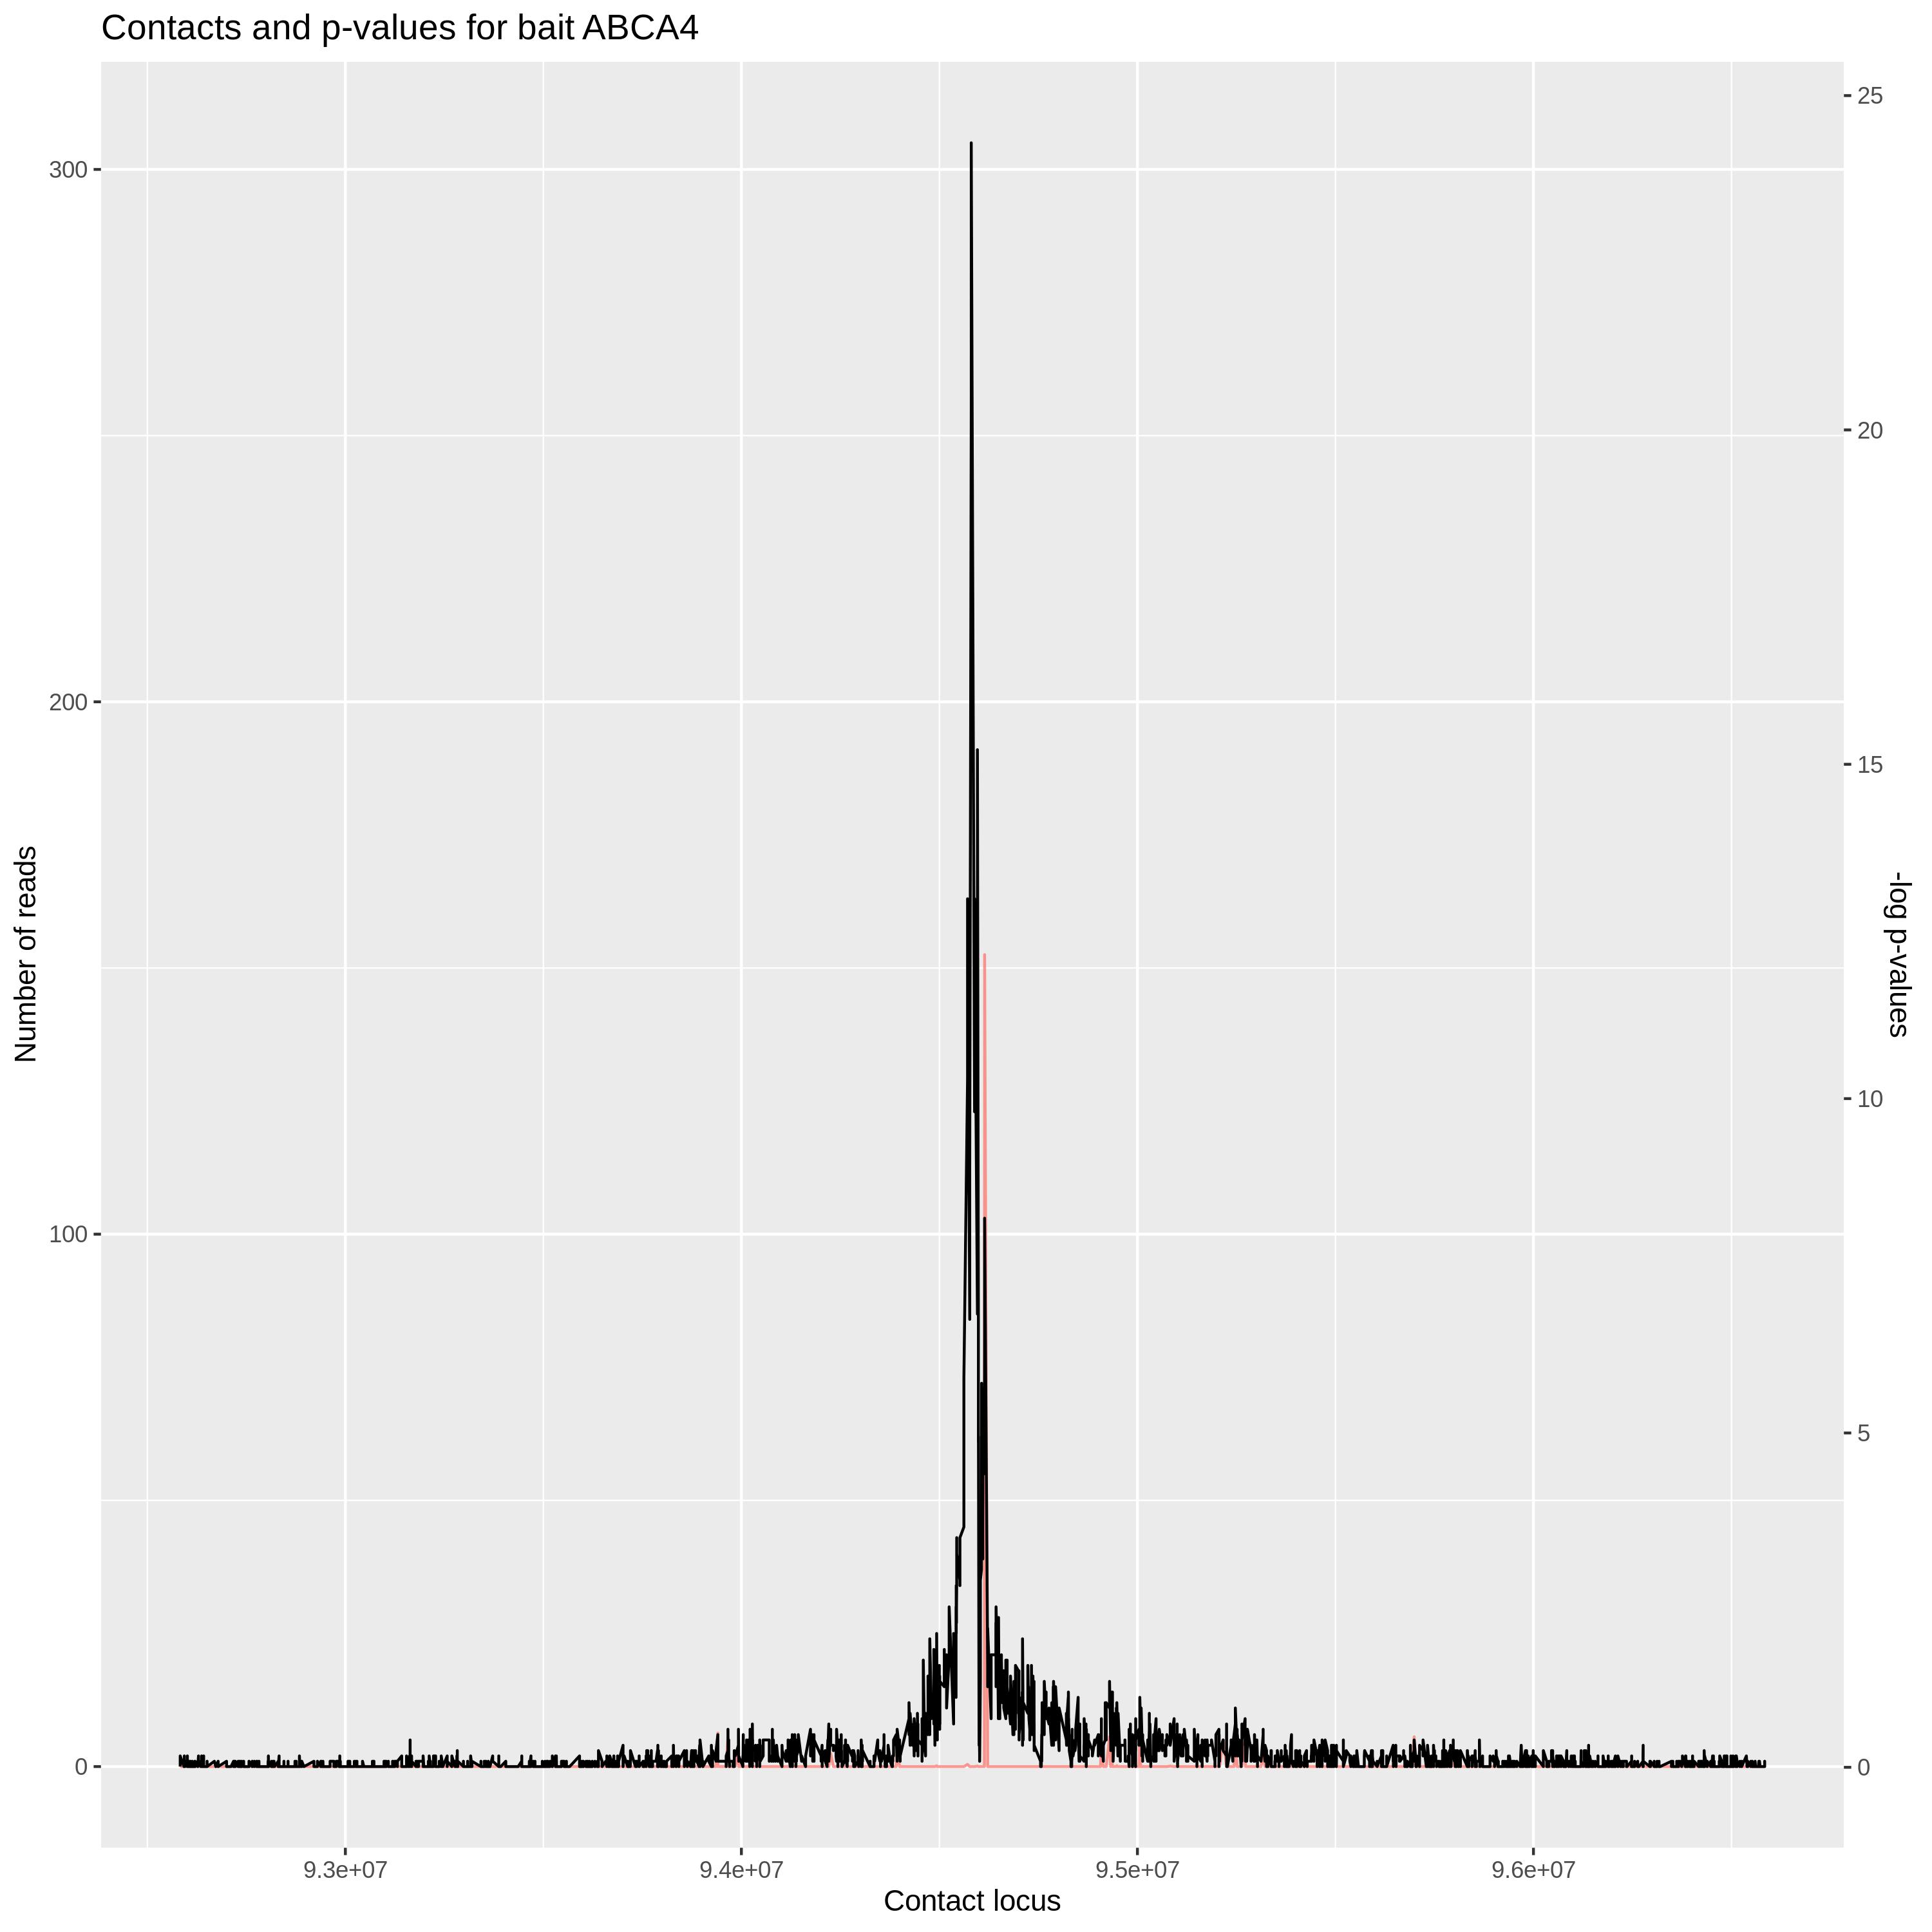 Contacts and p-values for bait ABCA4
300
200
100
0
Number of reads
25
20
15
10
5
0
-log p-values
9.3e+07
9.4e+07
9.5e+07
9.6e+07
Contact locus